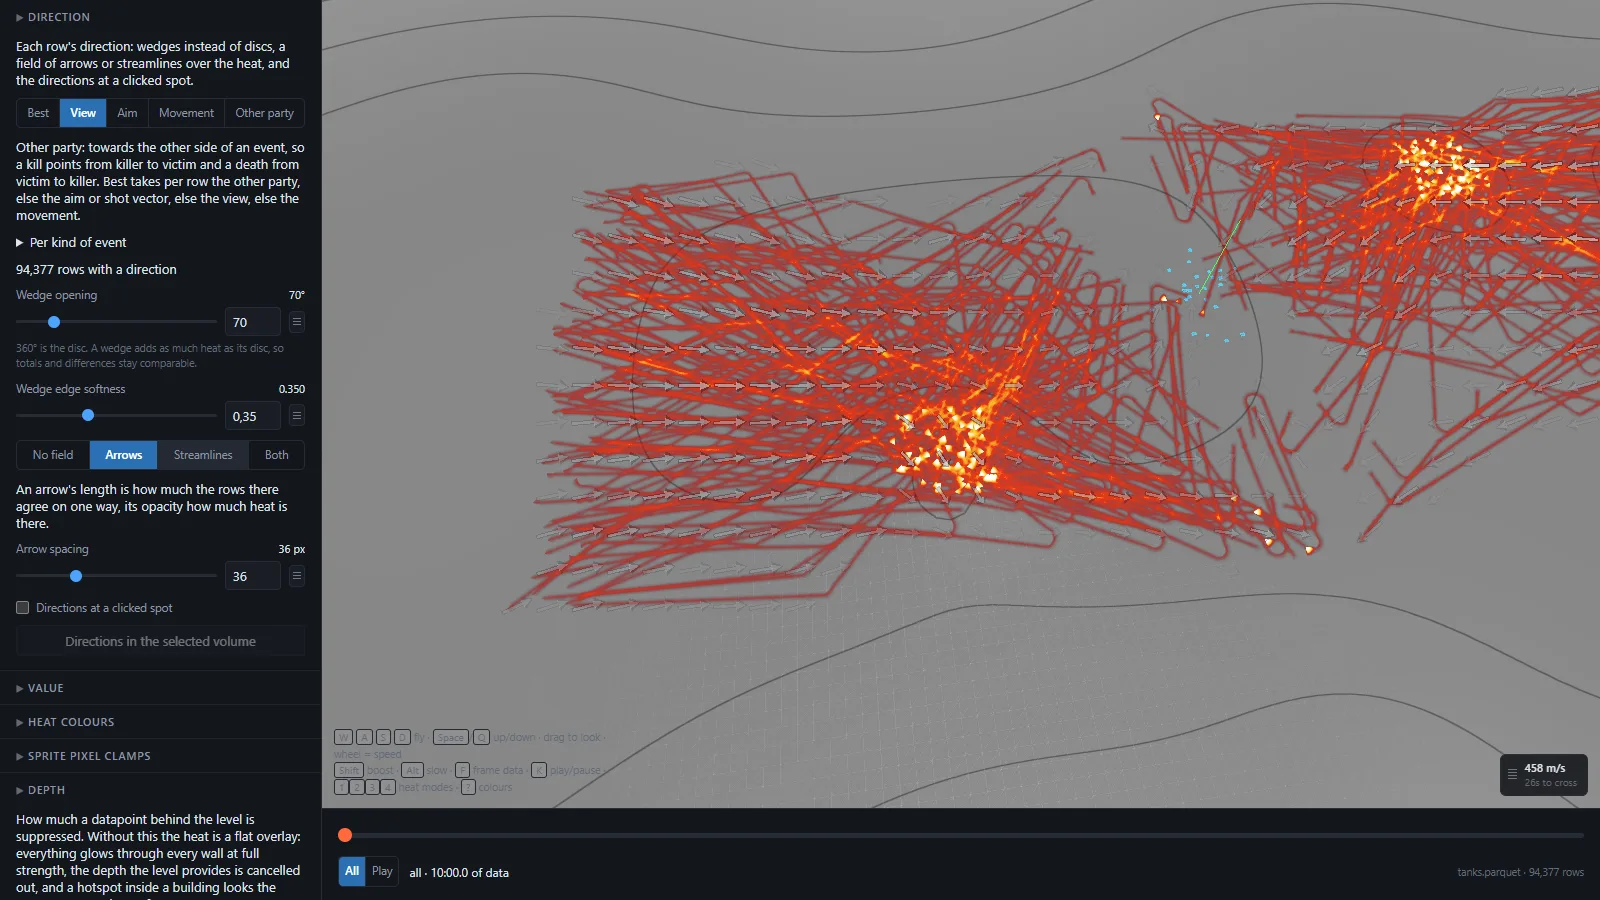 ▶ DIRECTION
Each row's direction: wedges instead of discs, a
field of arrows or streamlines over the heat, and
the directions at a clicked spot.
Best View Aim Movement Other party
Other party: towards the other side of an event, so
a kill points from killer to victim and a death from
victim to killer. Best takes per row the other party,
else the aim or shot vector, else the view, else the
movement.
▶ Per kind of event
94,377 rows with a direction
Wedge opening 70°
70
360° is the disc. A wedge adds as much heat as its disc, so
totals and differences stay comparable.
Wedge edge softness 0.350
0,35
No field Arrows Streamlines Both
An arrow's length is how much the rows there
agree on one way, its opacity how much heat is
there.
Arrow spacing 36 px
36
Directions at a clicked spot
Directions in the selected volume
▶ VALUE
▶ HEAT COLOURS
▶ SPRITE PIXEL CLAMPS
▶ DEPTH
How much a datapoint behind the level is
suppressed. Without this the heat is a flat overlay:
everything glows through every wall at full
strength, the depth the level provides is cancelled
out, and a hotspot inside a building looks the
W A S D fly · Space Q up/down · drag to look ·
wheel = speed
Shift boost · Alt slow · F frame data · K play/pause ·
1 2 3 4 heat modes · ? colours
458 m/s
26s to cross
All Play all · 10:00.0 of data
tanks.parquet · 94,377 rows